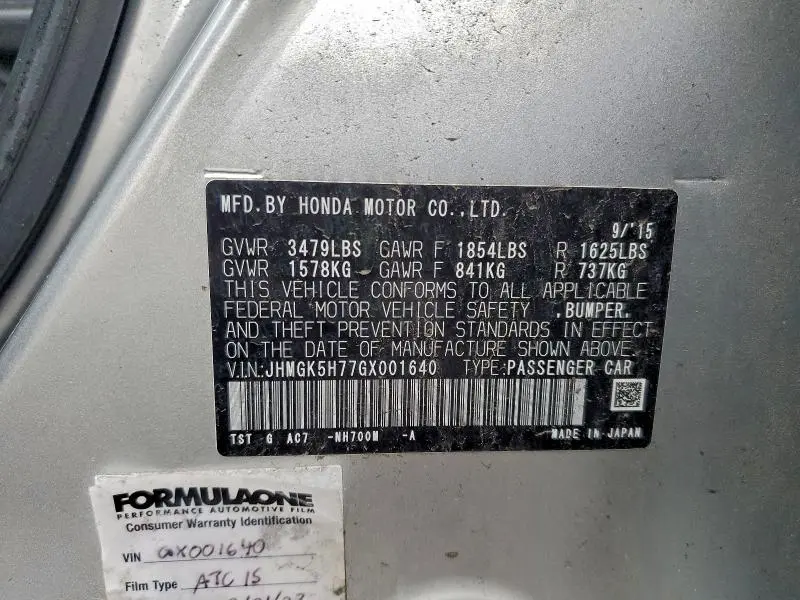 MFD.BY HONDA MOTOR CO.,LTD.
9/'15
GVWR 3479LBS GAWR F 1854LBS R 1625LBS
GVWR 1578KG GAWR F 841KG R 737KG
THIS VEHICLE CONFORMS TO ALL APPLICABLE
FEDERAL MOTOR VEHICLE SAFETY ,BUMPER,
AND THEFT PREVENTION STANDARDS IN EFFECT
ON THE DATE OF MANUFACTURE SHOWN ABOVE.
V.I.N:JHMGK5H77GX001640 TYPE:PASSENGER CAR
TST G AC7 -NH700M -A MADE IN JAPAN
FORMULAONE
PERFORMANCE AUTOMOTIVE FILM
Consumer Warranty Identification
VIN GX001640
Film Type ATC 15